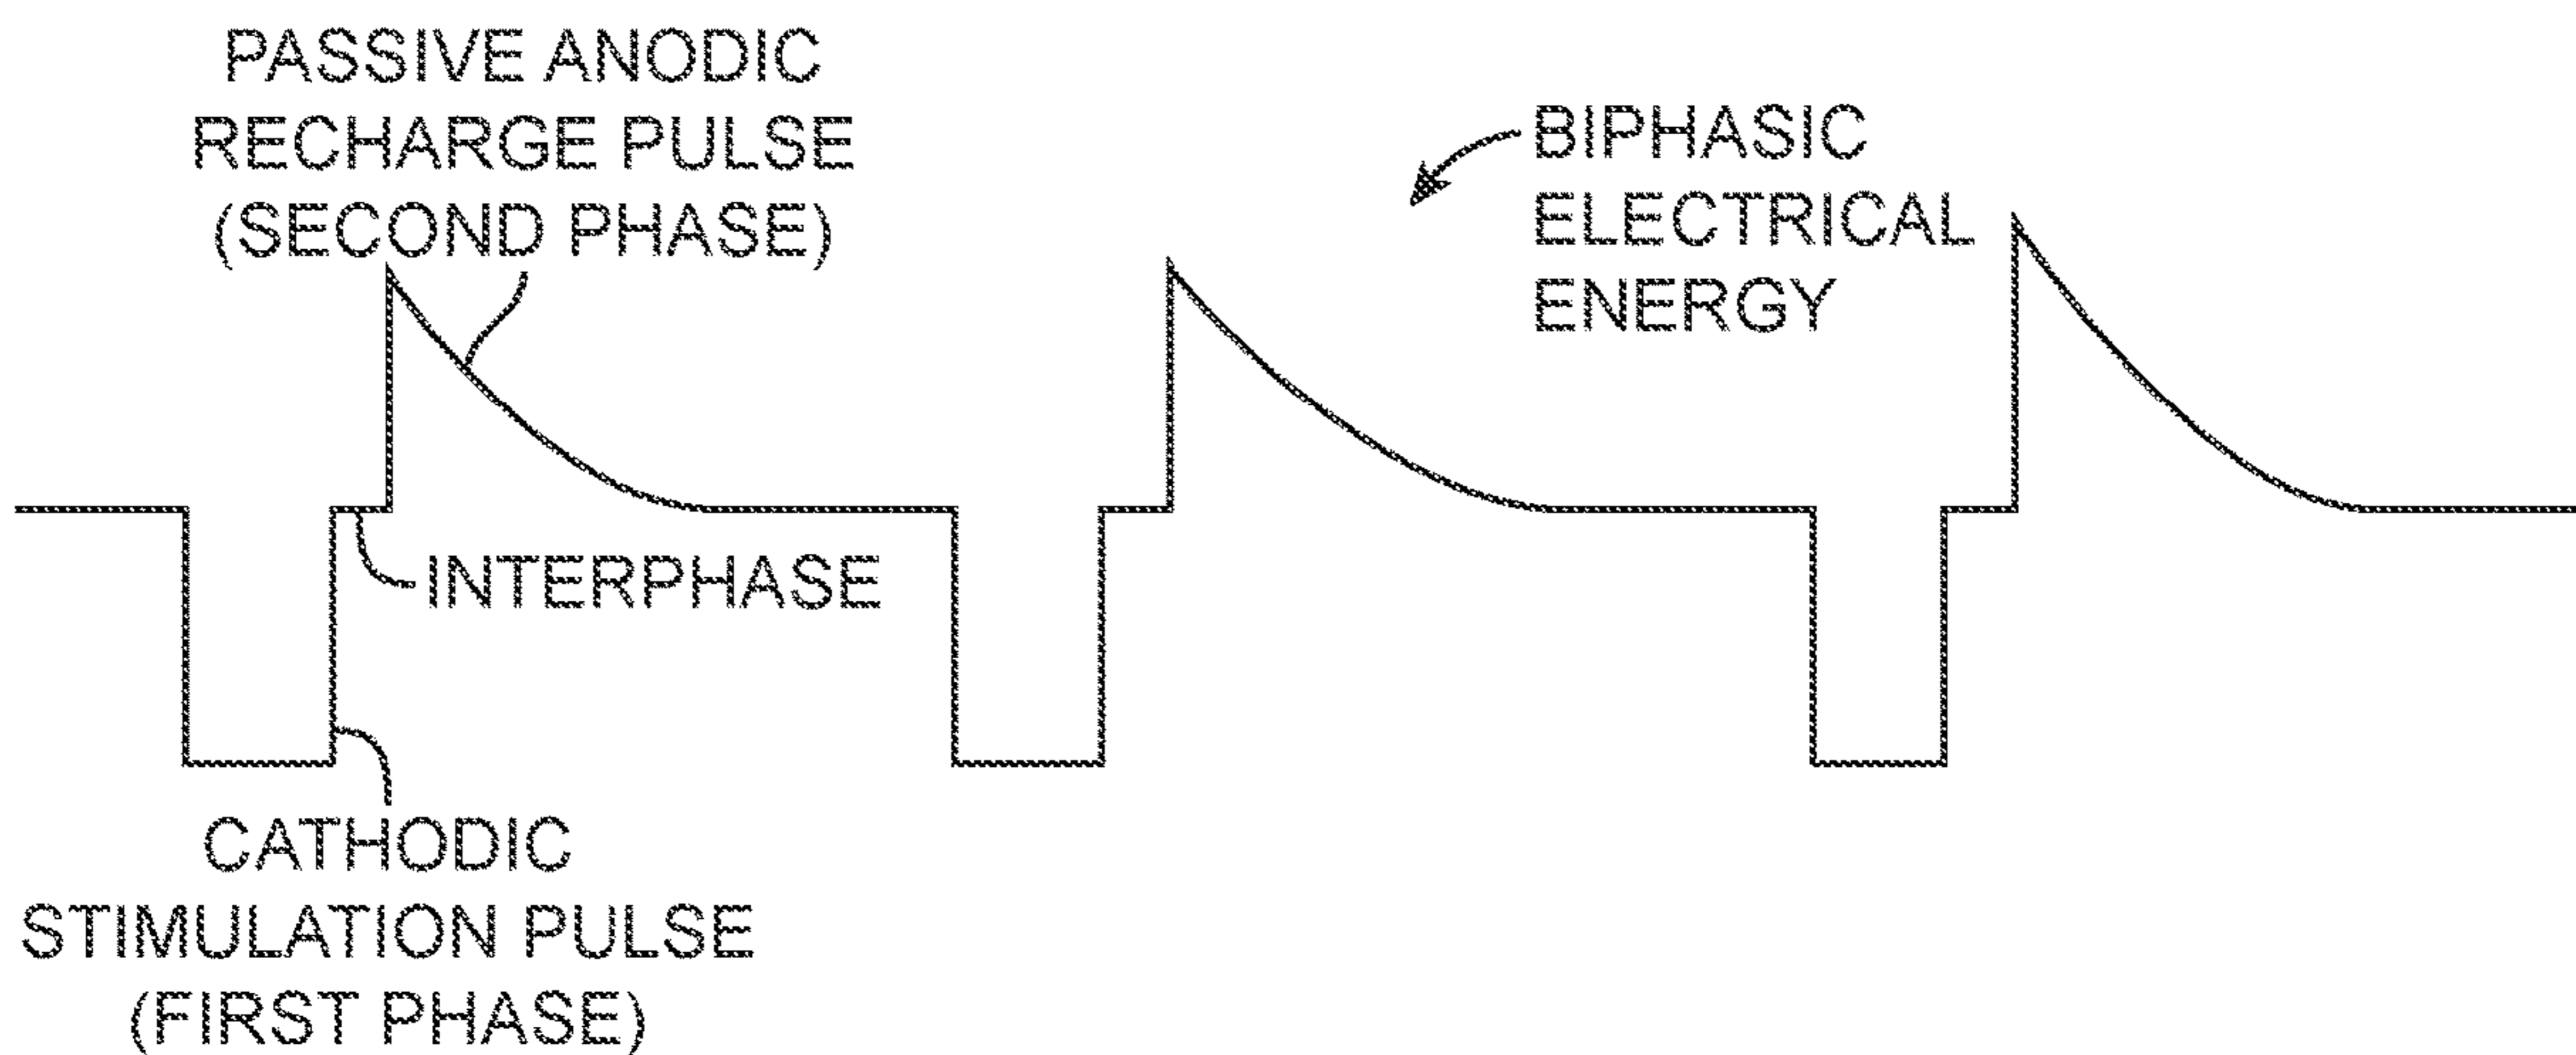 PASSIVE ANODIC
RECHARGE PULSE
(SECOND PHASE)
BIPHASIC
ELECTRICAL
ENERGY
INTERPHASE
CATHODIC
STIMULATION PULSE
(FIRST PHASE)